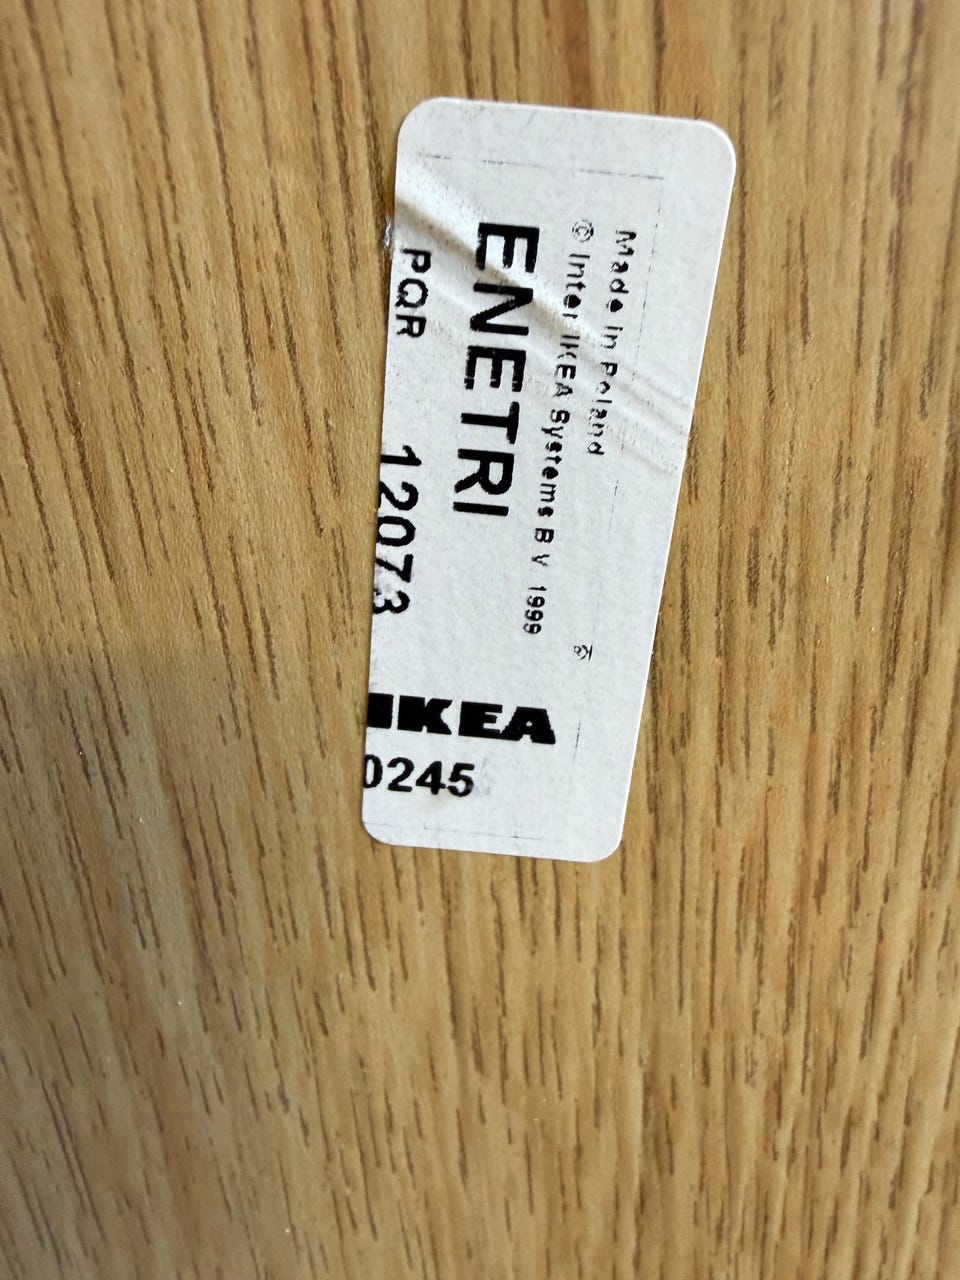 Made in Poland
© Inter IKEA Systems B.V. 1999
ENETRI
PQR 12073
IKEA
0245